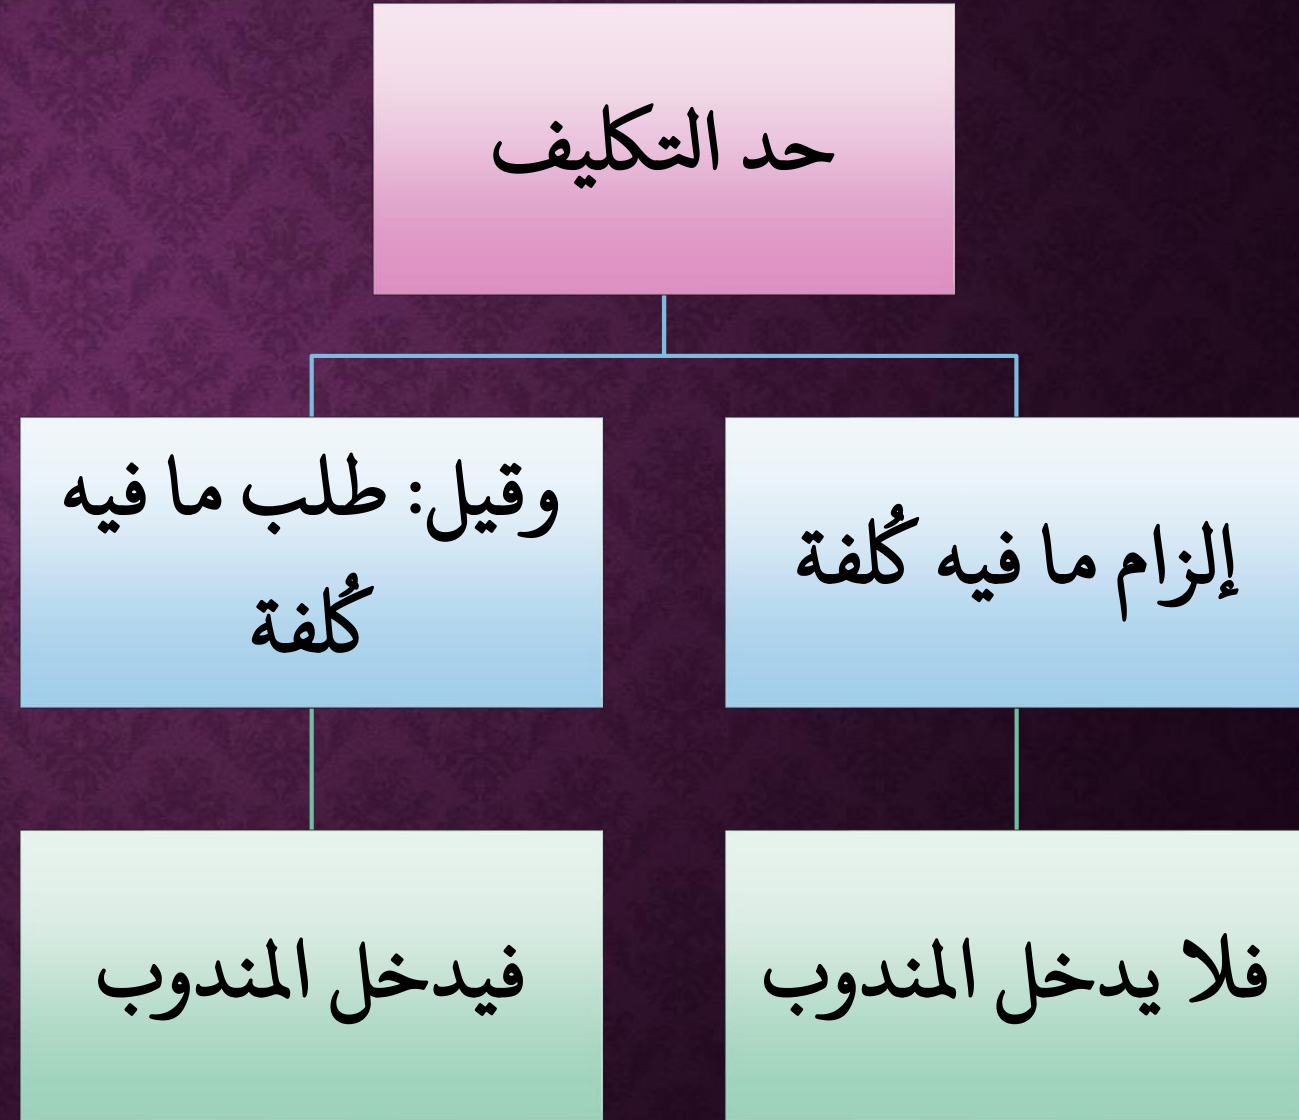 حد التكليف
إلزام ما فيه كُلفة
وقيل: طلب ما فيه
كُلفة
فلا يدخل المندوب
فيدخل المندوب